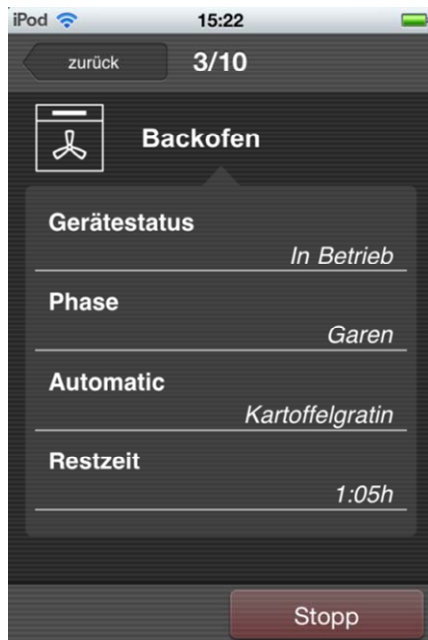 iPod 15:22
zurück 3/10
Backofen
Gerätestatus
In Betrieb
Phase
Garen
Automatic
Kartoffelgratin
Restzeit
1:05h
Stopp